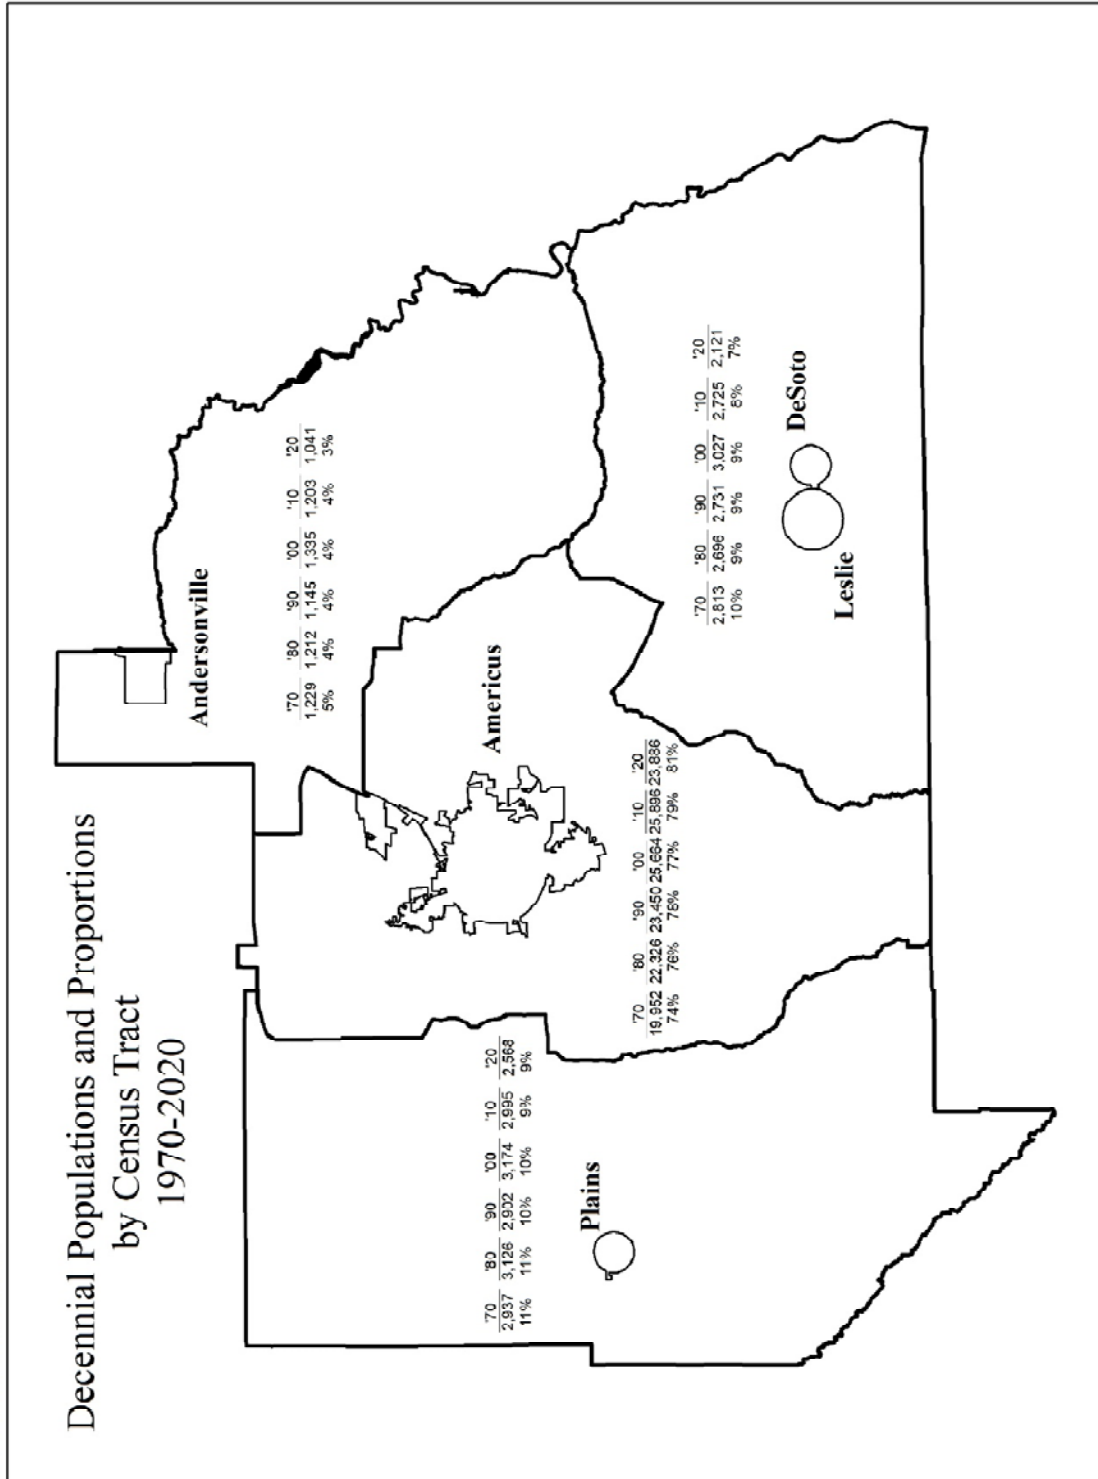 Decennial Populations and Proportions
by Census Tract
1970-2020
Andersonville
'70 '80 '90 '00 '10 '20
1,229 1,212 1,145 1,335 1,203 1,041
5% 4% 4% 4% 4% 3%
Americus
'70 '80 '90 '00 '10 '20
19,952 22,326 23,450 25,664 25,896 23,886
74% 76% 78% 77% 79% 81%
'70 '80 '90 '00 '10 '20
2,937 3,126 2,902 3,174 2,995 2,568
11% 11% 10% 10% 9% 9%
Plains
'70 '80 '90 '00 '10 '20
2,813 2,696 2,731 3,027 2,725 2,121
10% 9% 9% 9% 8% 7%
DeSoto
Leslie